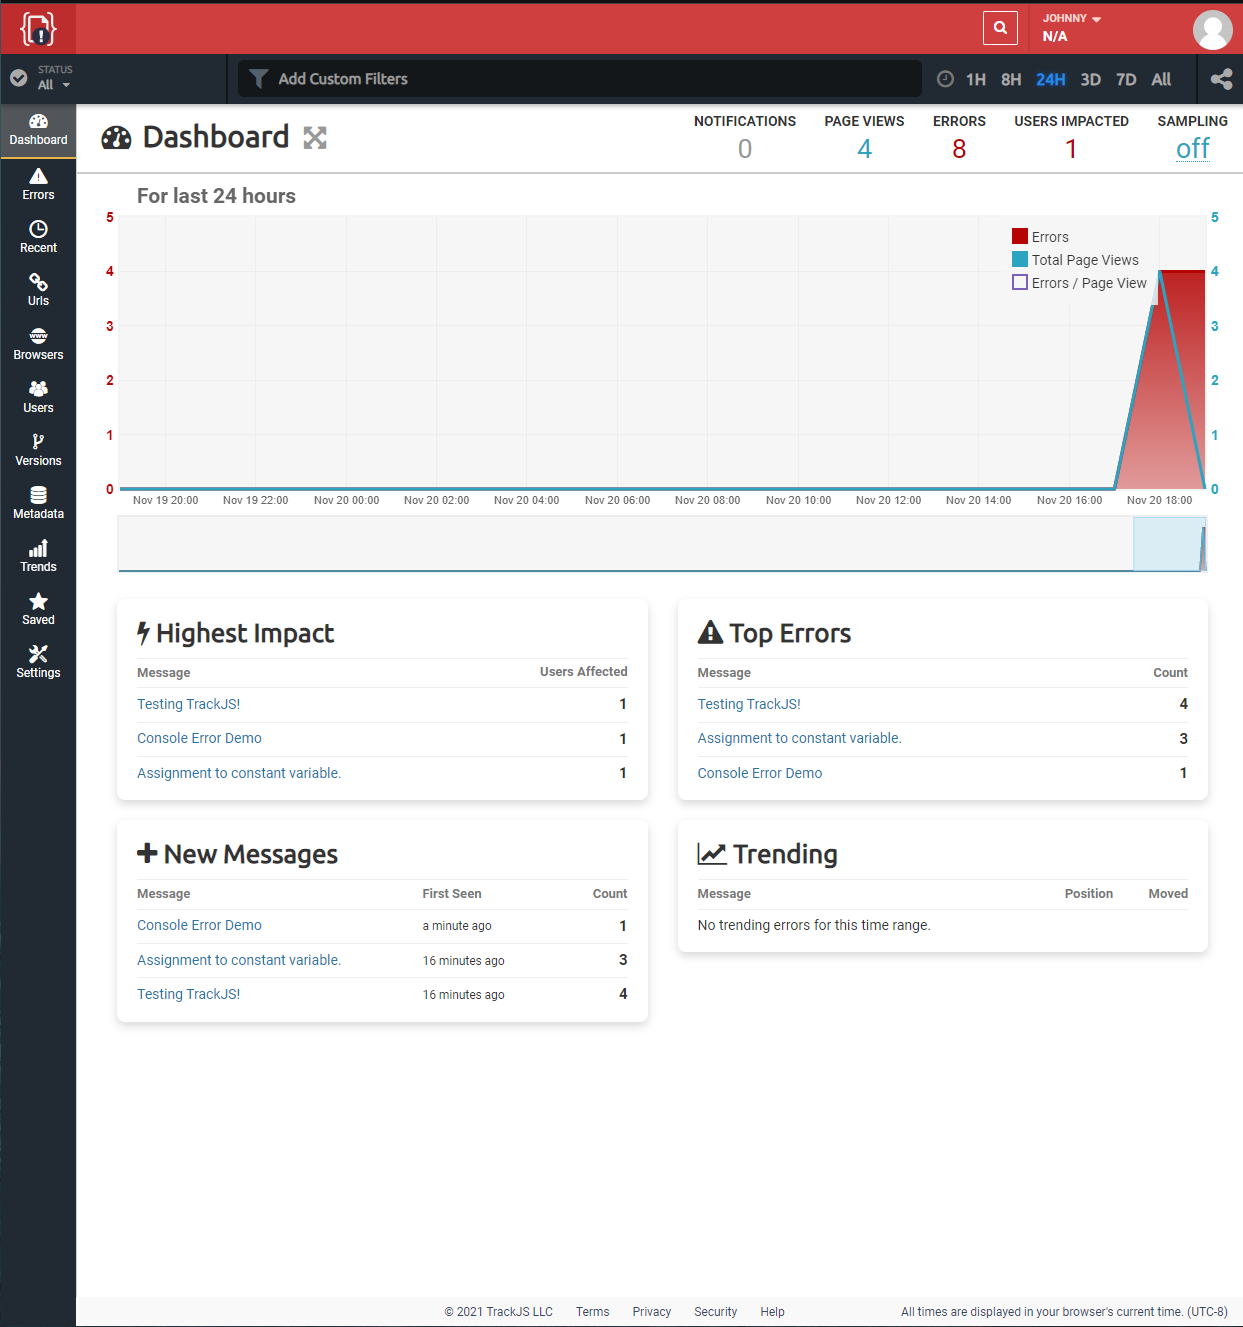 JOHNNY
N/A
STATUS
All
Add Custom Filters
1H 8H 24H 3D 7D All
Dashboard
Errors
Recent
Urls
www
Browsers
Users
Versions
Metadata
Trends
Saved
Settings
Dashboard
NOTIFICATIONS PAGE VIEWS ERRORS USERS IMPACTED SAMPLING
0 4 8 1 off
For last 24 hours
5
4
3
2
1
0
Errors
Total Page Views
Errors / Page View
5
4
3
2
1
0
Nov 19 20:00 Nov 19 22:00 Nov 20 00:00 Nov 20 02:00 Nov 20 04:00 Nov 20 06:00 Nov 20 08:00 Nov 20 10:00 Nov 20 12:00 Nov 20 14:00 Nov 20 16:00 Nov 20 18:00
Highest Impact
Message Users Affected
Testing TrackJS! 1
Console Error Demo 1
Assignment to constant variable. 1
Top Errors
Message Count
Testing TrackJS! 4
Assignment to constant variable. 3
Console Error Demo 1
New Messages
Message First Seen Count
Console Error Demo a minute ago 1
Assignment to constant variable. 16 minutes ago 3
Testing TrackJS! 16 minutes ago 4
Trending
Message Position Moved
No trending errors for this time range.
© 2021 TrackJS LLC Terms Privacy Security Help All times are displayed in your browser's current time. (UTC-8)